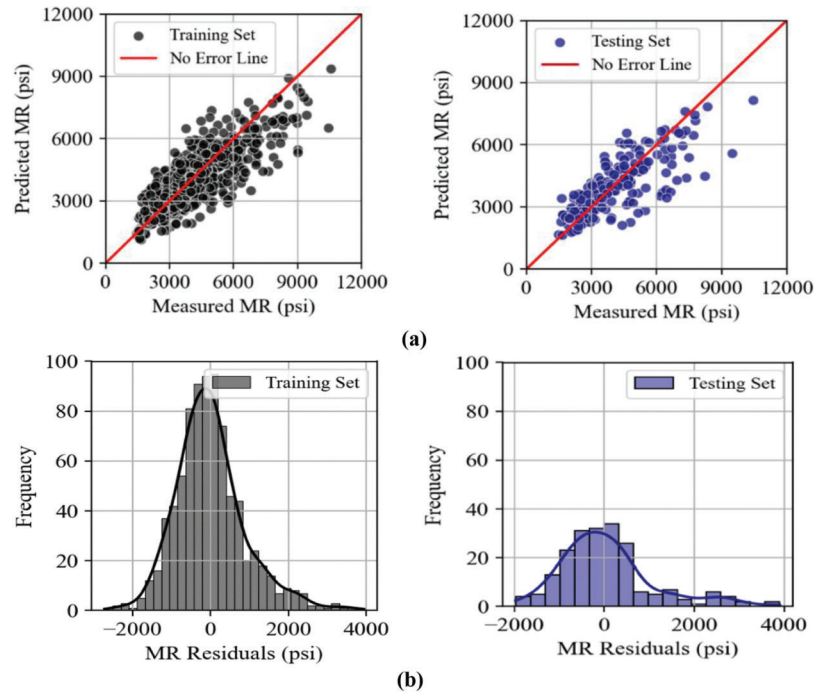 12000
9000
6000
3000
0
Predicted MR (psi)
Training Set
No Error Line
0 3000 6000 9000 12000
Measured MR (psi)
12000
9000
6000
3000
0
Predicted MR (psi)
Testing Set
No Error Line
0 3000 6000 9000 12000
Measured MR (psi)
(a)
100
80
60
40
20
0
Frequency
Training Set
−2000 0 2000 4000
MR Residuals (psi)
100
80
60
40
20
0
Frequency
Testing Set
−2000 0 2000 4000
MR Residuals (psi)
(b)